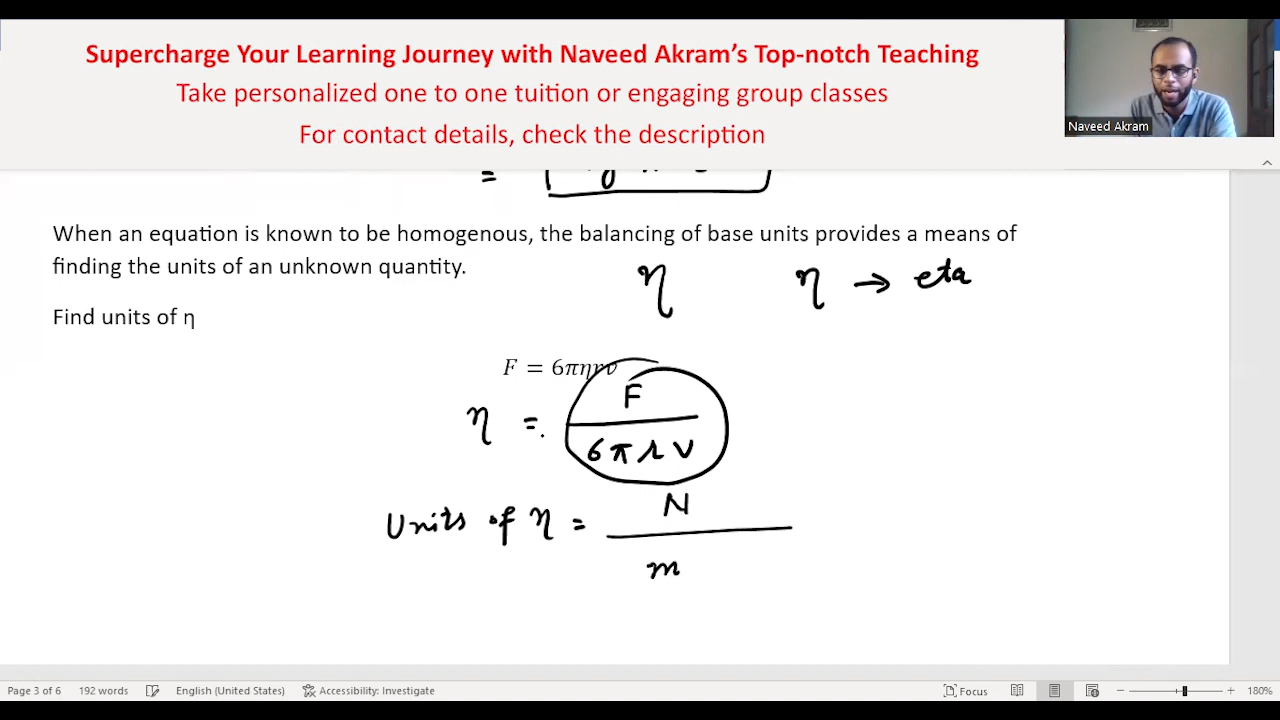 Supercharge Your Learning Journey with Naveed Akram's Top-notch Teaching
Take personalized one to one tuition or engaging group classes
For contact details, check the description
Naveed Akram
=
When an equation is known to be homogenous, the balancing of base units provides a means of
finding the units of an unknown quantity.
η η → eta
Find units of η
F = 6πηrv
η = F
6πrv
Units of η = N
m
Page 3 of 6 192 words English (United States) Accessibility: Investigate Focus 180%